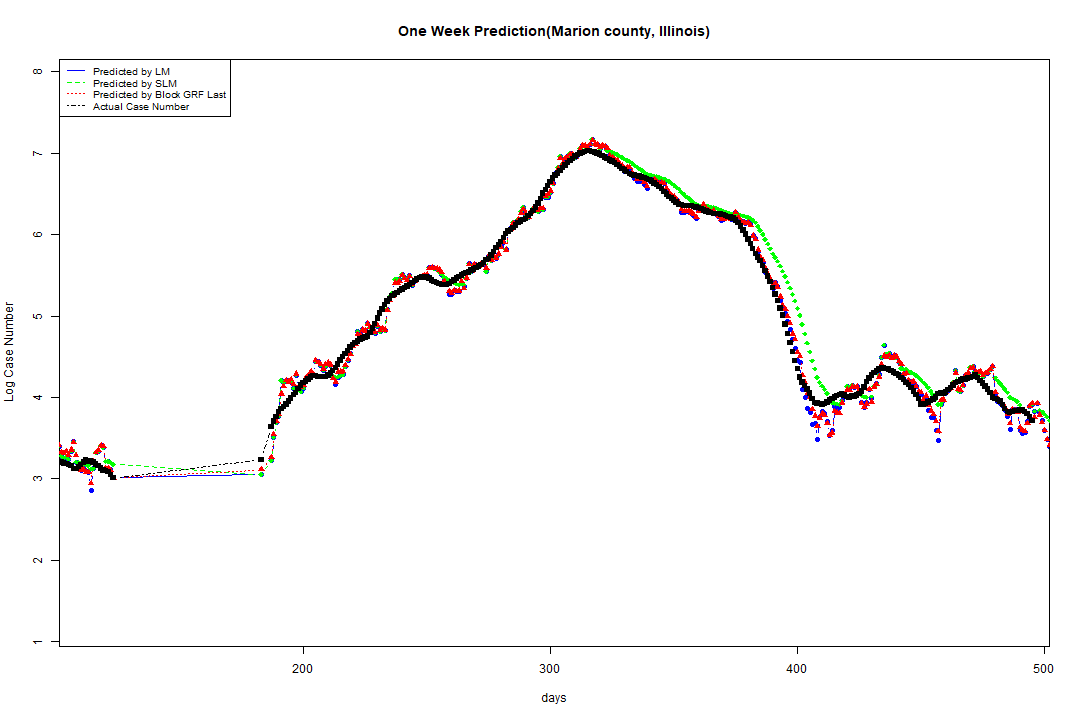 One Week Prediction(Marion county, Illinois)
Predicted by LM
Predicted by SLM
Predicted by Block GRF Last
Actual Case Number
8
7
6
5
4
3
2
1
Log Case Number
200
300
400
500
days